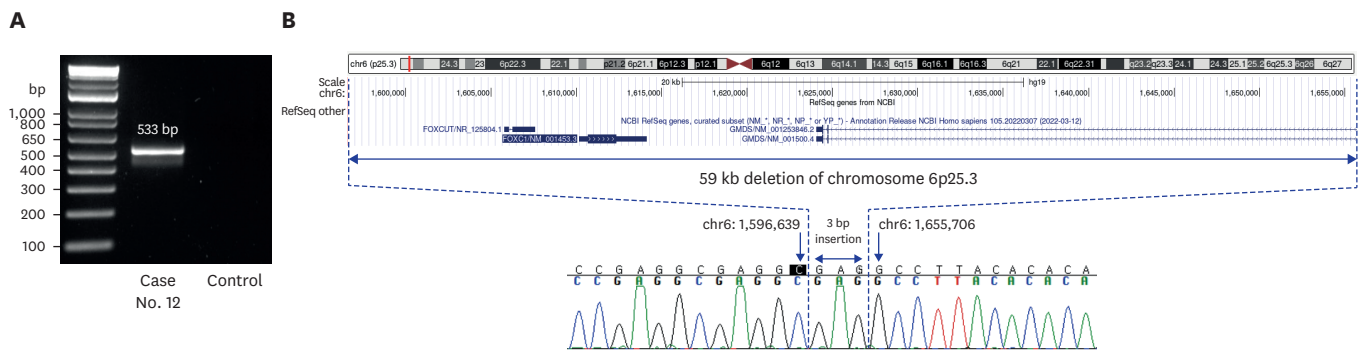 A
bp
1,000
800
650
500
400
300
200
100
533 bp
Case
No. 12
Control
B
chr6 (p25.3)
24.3 23 6p22.3 22.1 p21.2 6p21.1 6p12.3 p12.1 6q12 6q13 6q14.1 14.3 6q15 6q16.1 6q16.3 6q21 22.1 6q22.31 q23.2 q23.3 24.1 24.3 25.1 25.2 6q25.3 6q26 6q27
Scale
20 kb
hg19
chr6:
1,600,000 1,605,000 1,610,000 1,615,000 1,620,000 1,625,000 1,630,000 1,635,000 1,640,000 1,645,000 1,650,000 1,655,000
RefSeq genes from NCBI
RefSeq other
NCBI RefSeq genes, curated subset (NM_*, NR_*, NP_* or YP_*) - Annotation Release NCBI Homo sapiens 105.20220307 (2022-03-12)
FOXCUT/NR_125804.1
GMDS/NM_001253846.2
FOXC1/NM_001453.3
GMDS/NM_001500.4
59 kb deletion of chromosome 6p25.3
chr6: 1,596,639
3 bp
insertion
chr6: 1,655,706
C C G A G G C G A G G C G A G G C C T T A C A C A C A
C C G A G G C G A G G C G A G G C C T T A C A C A C A